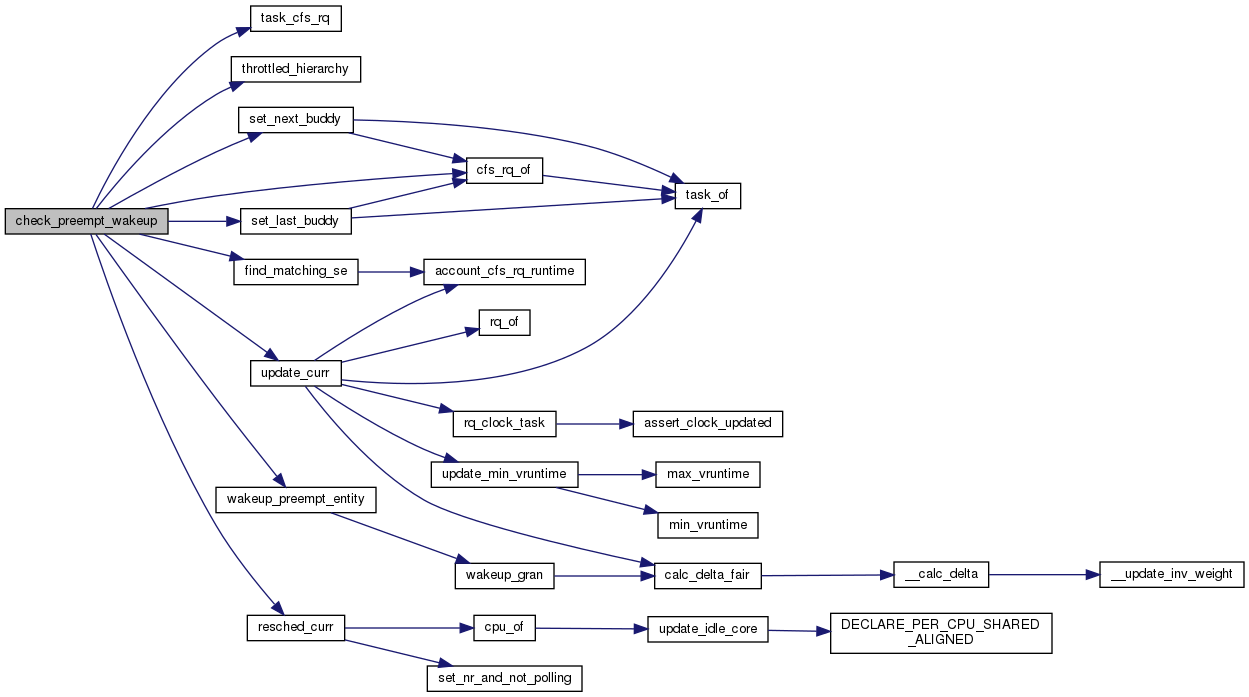 task_cfs_rq
throttled_hierarchy
set_next_buddy
cfs_rq_of
task_of
check_preempt_wakeup
set_last_buddy
find_matching_se
account_cfs_rq_runtime
rq_of
update_curr
rq_clock_task
assert_clock_updated
update_min_vruntime
max_vruntime
wakeup_preempt_entity
min_vruntime
wakeup_gran
calc_delta_fair
__calc_delta
__update_inv_weight
resched_curr
cpu_of
update_idle_core
DECLARE_PER_CPU_SHARED
_ALIGNED
set_nr_and_not_polling